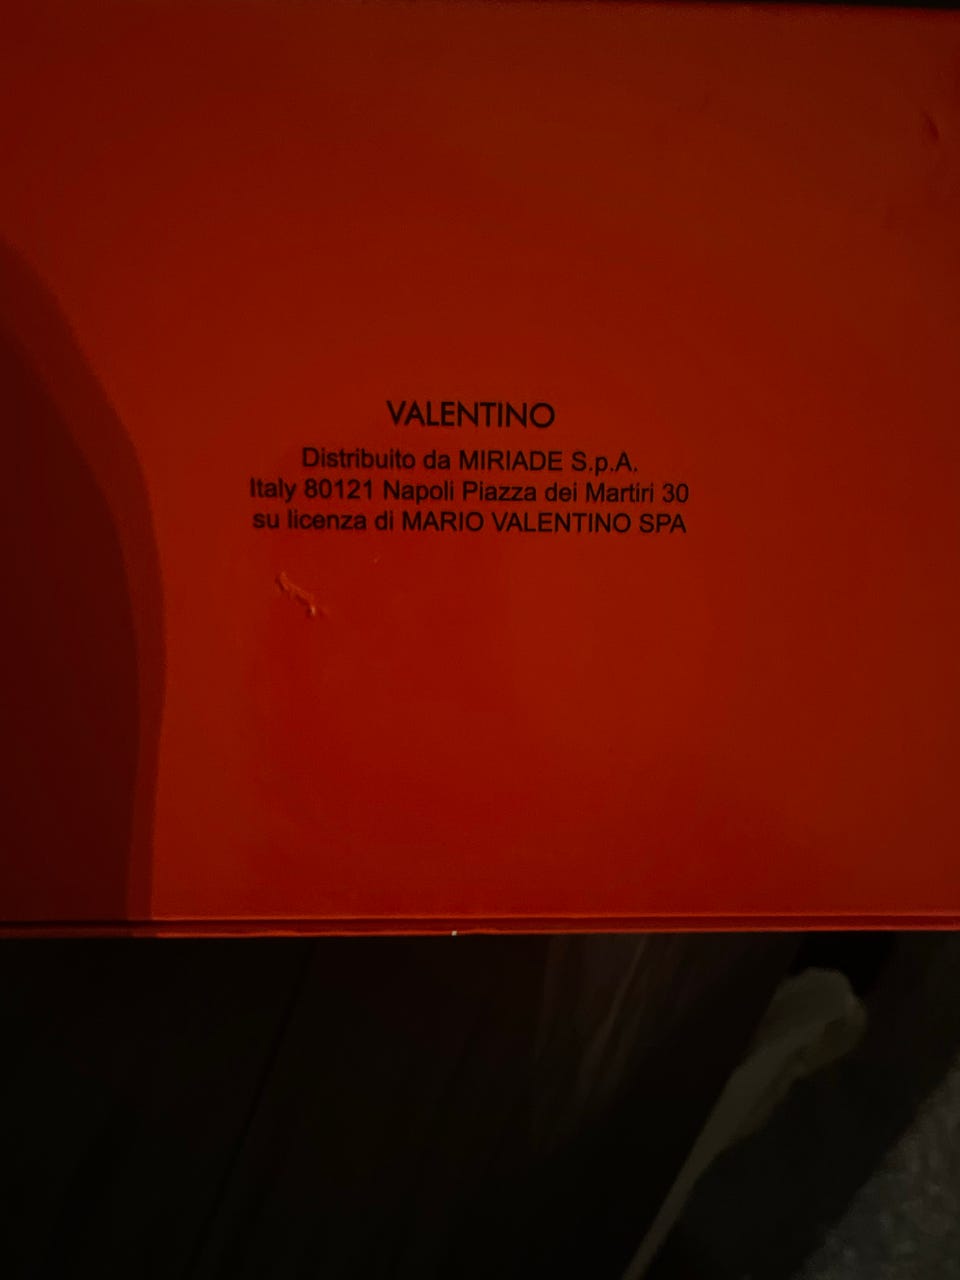 VALENTINO
Distribuito da MIRIADE S.p.A.
Italy 80121 Napoli Piazza dei Martiri 30
su licenza di MARIO VALENTINO SPA